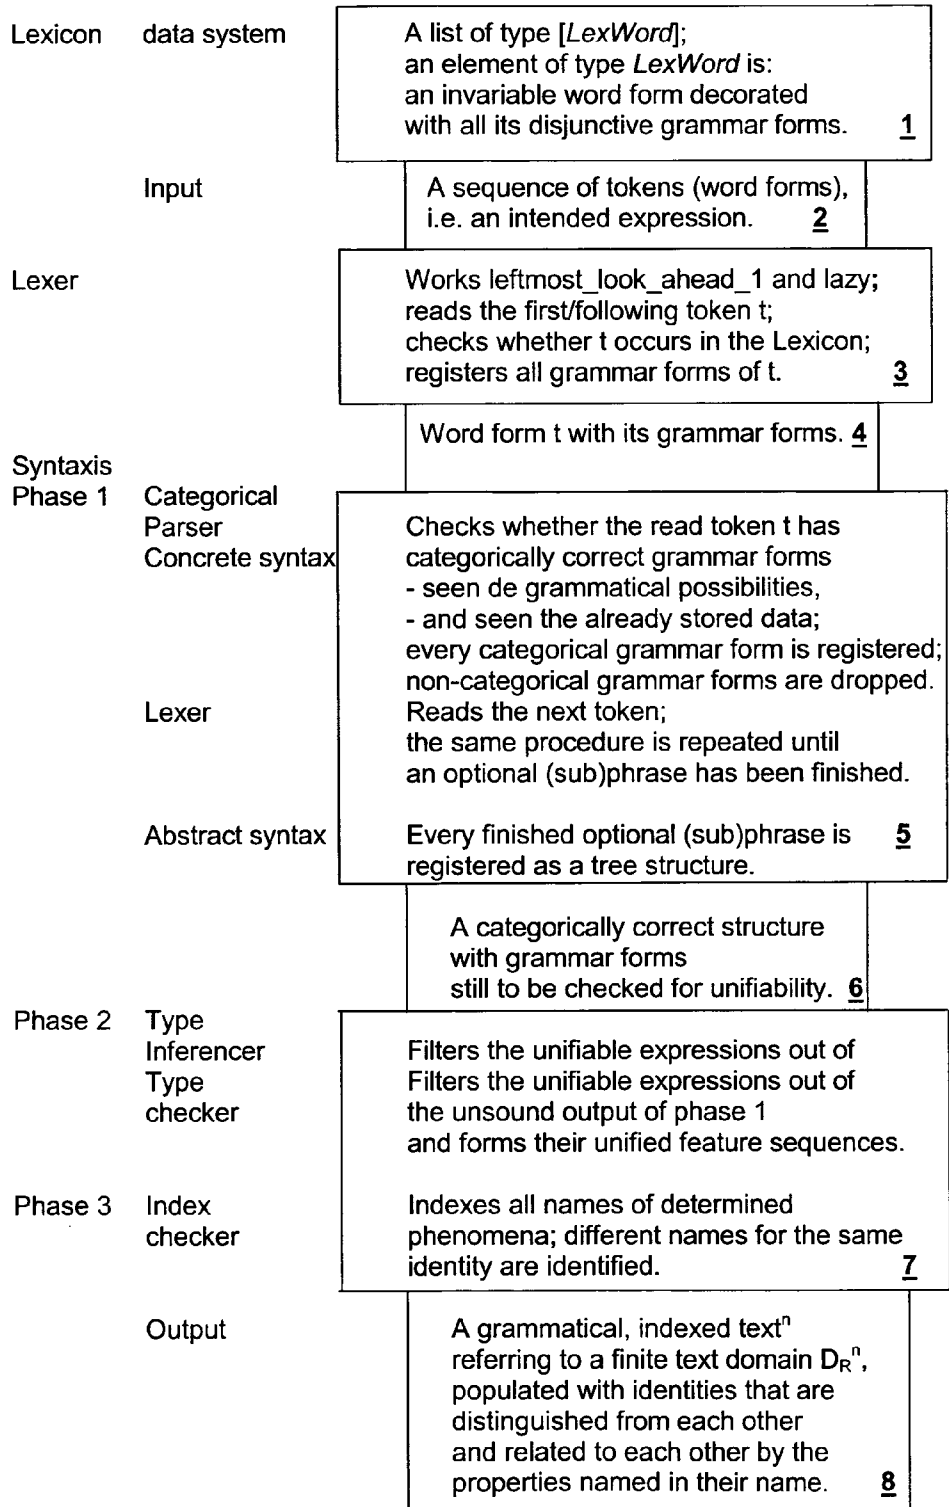 Lexicon data system A list of type [LexWord];
an element of type LexWord is:
an invariable word form decorated
with all its disjunctive grammar forms. 1
Input A sequence of tokens (word forms),
i.e. an intended expression. 2
Lexer Works leftmost_look_ahead_1 and lazy;
reads the first/following token t;
checks whether t occurs in the Lexicon;
registers all grammar forms of t. 3
Word form t with its grammar forms. 4
Syntaxis
Phase 1 Categorical
Parser Checks whether the read token t has
Concrete syntax categorically correct grammar forms
- seen de grammatical possibilities,
- and seen the already stored data;
every categorical grammar form is registered;
non-categorical grammar forms are dropped.
Lexer Reads the next token;
the same procedure is repeated until
an optional (sub)phrase has been finished.
Abstract syntax Every finished optional (sub)phrase is 5
registered as a tree structure.
A categorically correct structure
with grammar forms
still to be checked for unifiability. 6
Phase 2 Type
Inferencer Filters the unifiable expressions out of
Type Filters the unifiable expressions out of
checker the unsound output of phase 1
and forms their unified feature sequences.
Phase 3 Index Indexes all names of determined
checker phenomena; different names for the same
identity are identified. 7
Output A grammatical, indexed textⁿ
referring to a finite text domain D_Rⁿ,
populated with identities that are
distinguished from each other
and related to each other by the
properties named in their name. 8